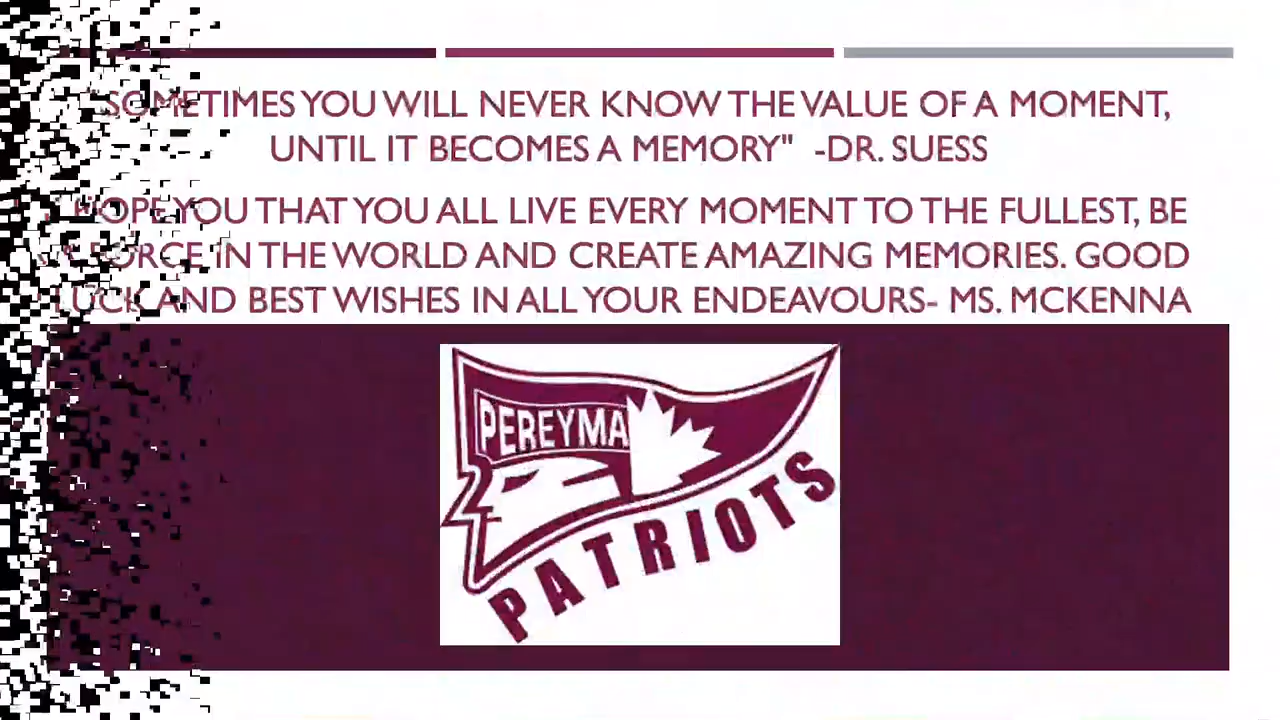 "SOMETIMES YOU WILL NEVER KNOW THE VALUE OF A MOMENT,
UNTIL IT BECOMES A MEMORY" -DR. SUESS
I HOPE YOU THAT YOU ALL LIVE EVERY MOMENT TO THE FULLEST, BE
A FORCE IN THE WORLD AND CREATE AMAZING MEMORIES. GOOD
LUCK AND BEST WISHES IN ALL YOUR ENDEAVOURS- MS. MCKENNA
PEREYMA
PATRIOTS